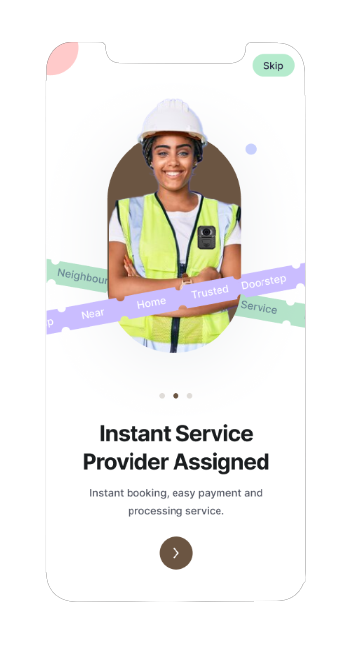 Skip
Neighbour
p Near Home Trusted Doorstep
Service
Instant Service
Provider Assigned
Instant booking, easy payment and
processing service.